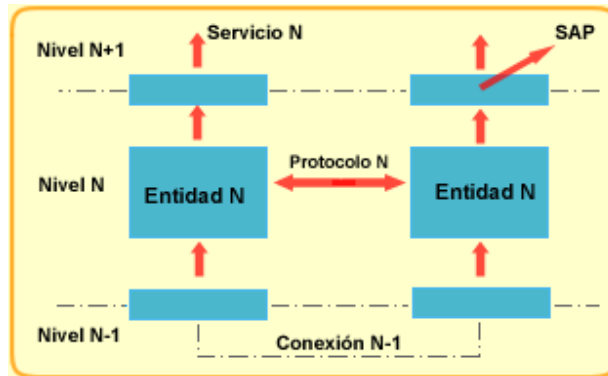 Servicio N
SAP
Nivel N+1
Protocolo N
Nivel N
Entidad N
Entidad N
Nivel N-1
Conexión N-1